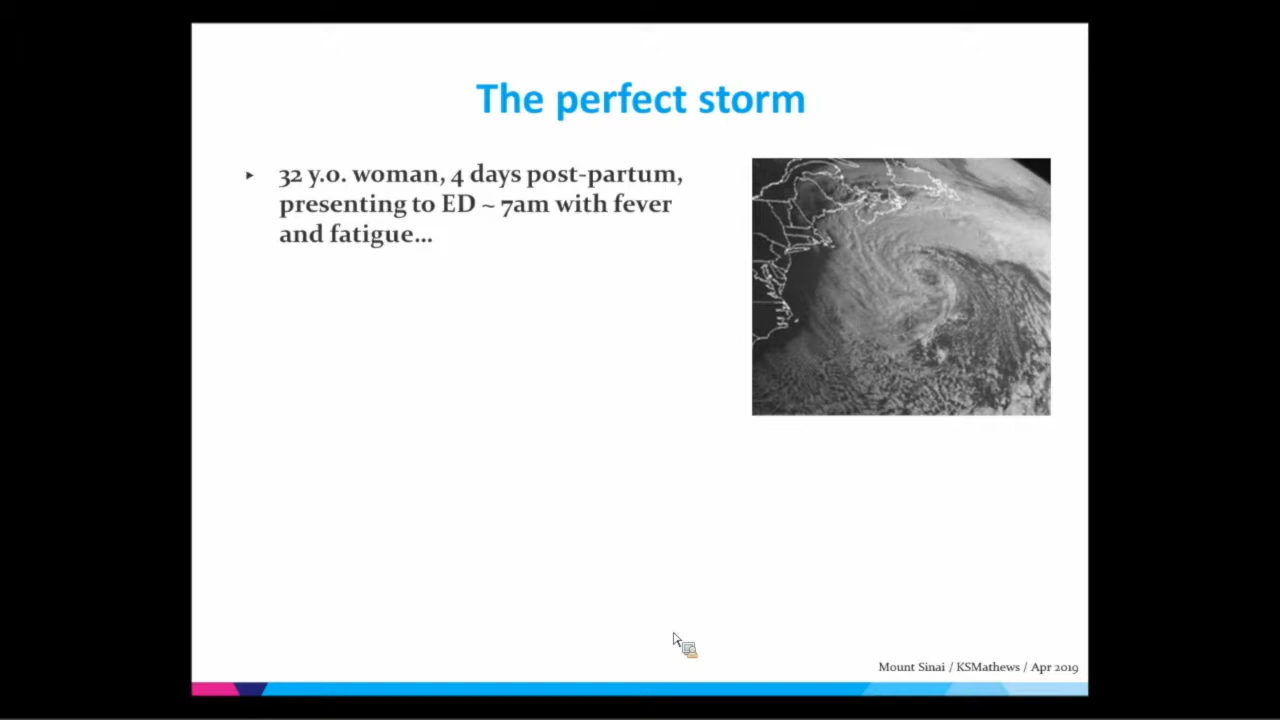 The perfect storm
32 y.o. woman, 4 days post-partum,
presenting to ED ~ 7am with fever
and fatigue...
Mount Sinai / KSMathews / Apr 2019